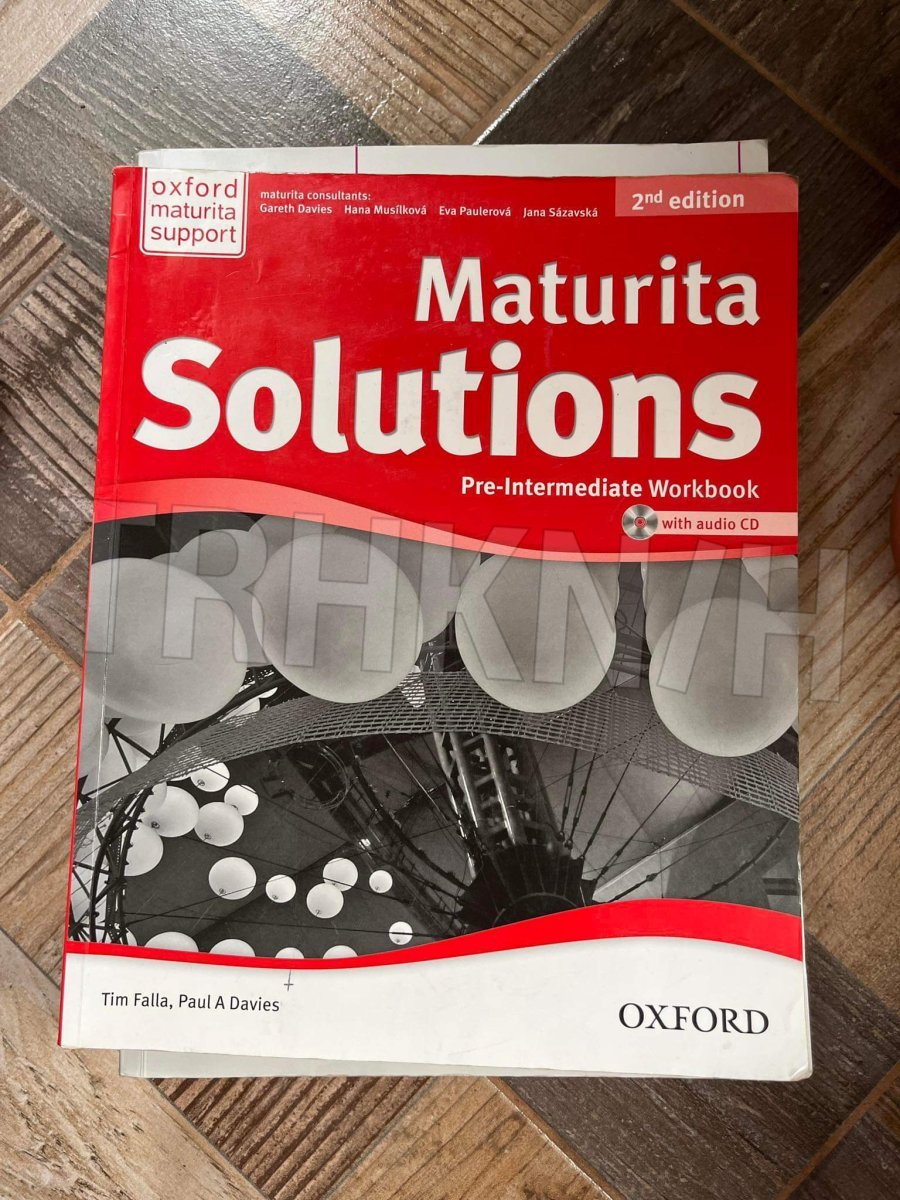 oxford
maturita
support
maturita consultants:
Gareth Davies Hana Musílková Eva Paulerová Jana Sázavská
2nd edition
Maturita
Solutions
Pre-Intermediate Workbook
with audio CD
TRHKNIH
Tim Falla, Paul A Davies
OXFORD